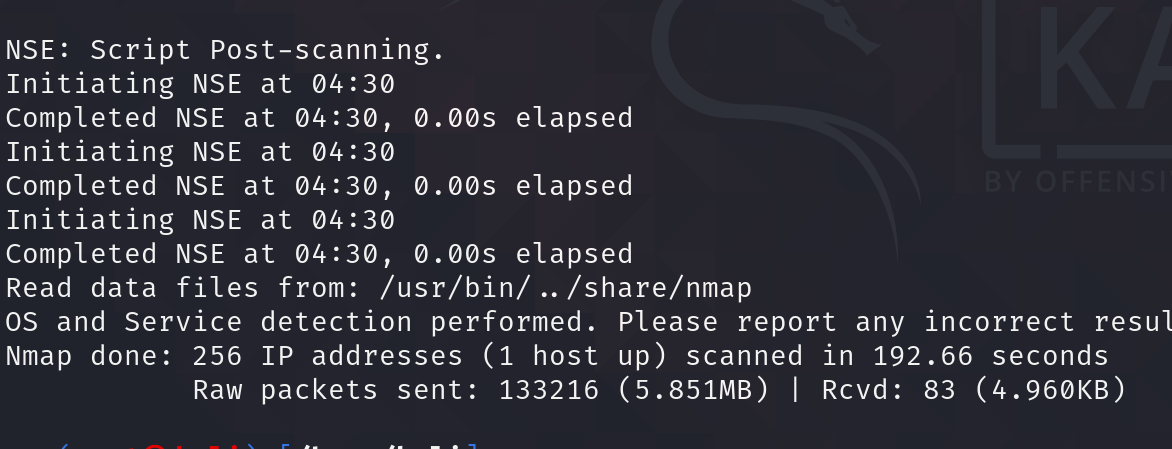 NSE: Script Post-scanning.
Initiating NSE at 04:30
Completed NSE at 04:30, 0.00s elapsed
Initiating NSE at 04:30
Completed NSE at 04:30, 0.00s elapsed
Initiating NSE at 04:30
Completed NSE at 04:30, 0.00s elapsed
Read data files from: /usr/bin/../share/nmap
OS and Service detection performed. Please report any incorrect resul
Nmap done: 256 IP addresses (1 host up) scanned in 192.66 seconds
Raw packets sent: 133216 (5.851MB) | Rcvd: 83 (4.960KB)
KA
BY OFFENSI